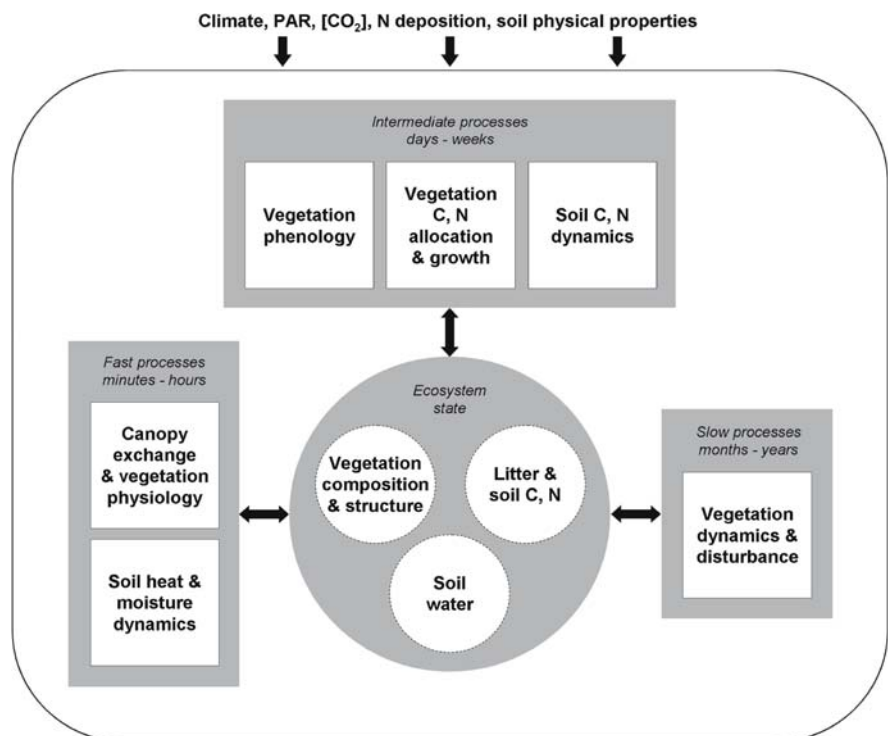 Climate, PAR, [CO₂], N deposition, soil physical properties
Intermediate processes
days - weeks
Vegetation
phenology
Vegetation
C, N
allocation
& growth
Soil C, N
dynamics
Fast processes
minutes - hours
Canopy
exchange
& vegetation
physiology
Soil heat &
moisture
dynamics
Ecosystem
state
Vegetation
composition
& structure
Litter &
soil C, N
Soil
water
Slow processes
months - years
Vegetation
dynamics &
disturbance